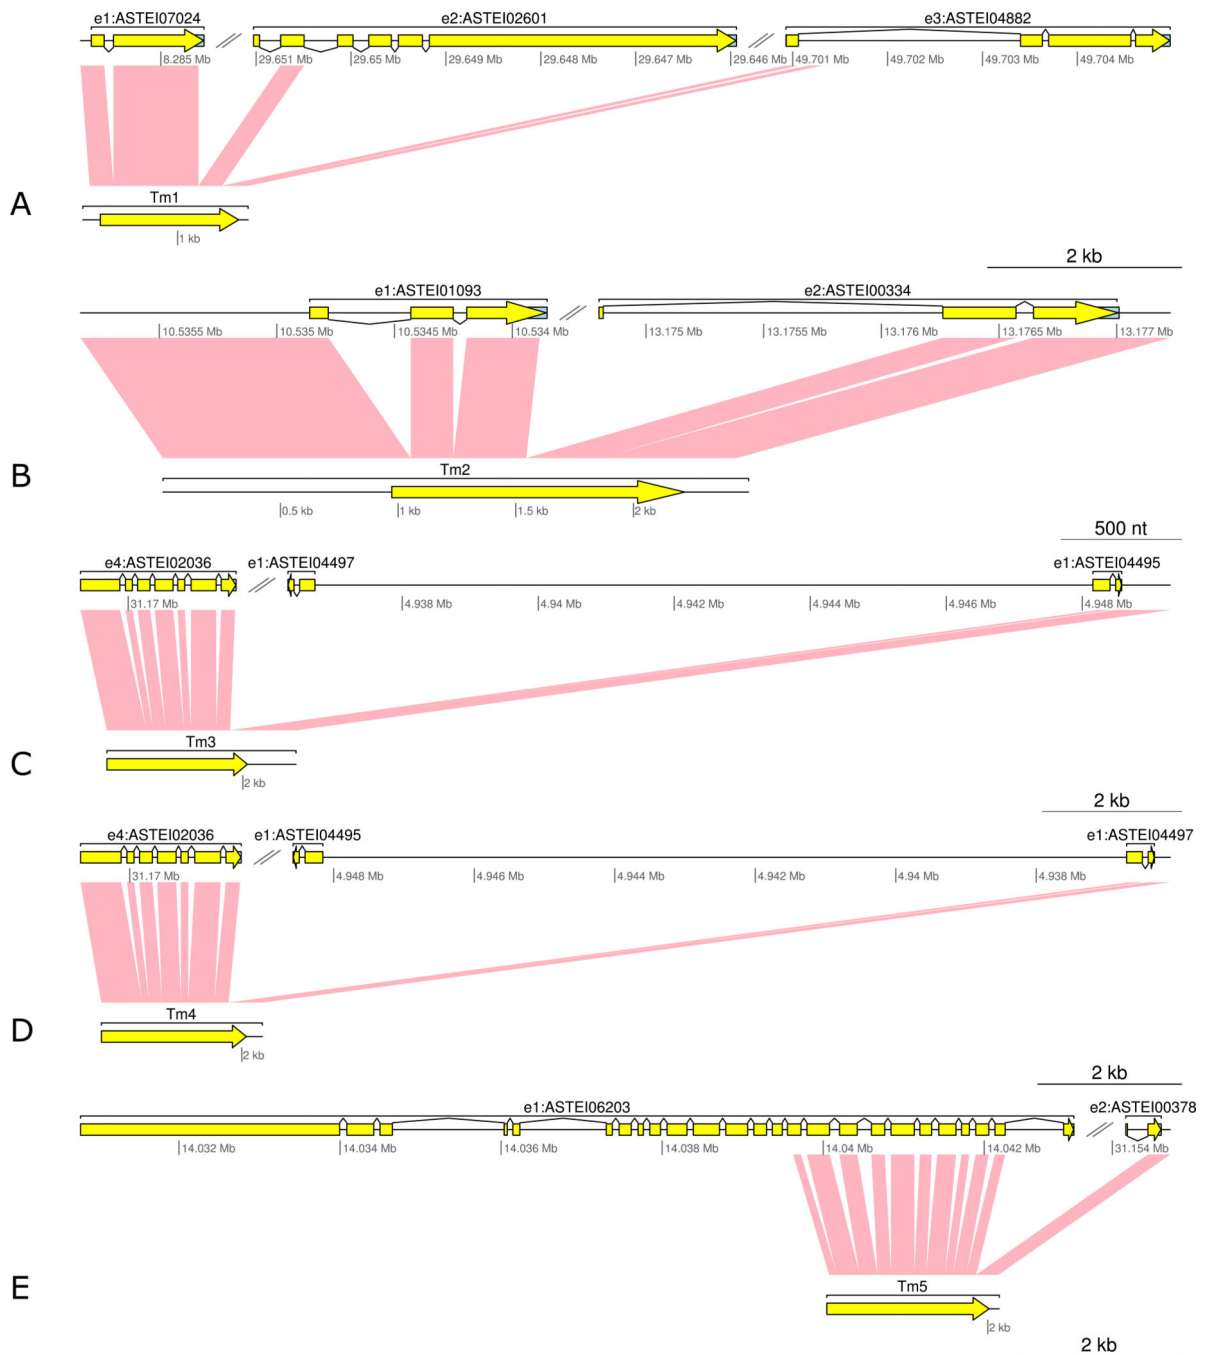 e1:ASTEI07024 e2:ASTEI02601 e3:ASTEI04882
8.285 Mb 29.651 Mb 29.65 Mb 29.649 Mb 29.648 Mb 29.647 Mb 29.646 Mb 49.701 Mb 49.702 Mb 49.703 Mb 49.704 Mb
A
Tm1
1 kb
2 kb
e1:ASTEI01093 e2:ASTEI00334
10.5355 Mb 10.535 Mb 10.5345 Mb 10.534 Mb 13.175 Mb 13.1755 Mb 13.176 Mb 13.1765 Mb 13.177 Mb
B
Tm2
0.5 kb 1 kb 1.5 kb 2 kb
500 nt
e4:ASTEI02036 e1:ASTEI04497 e1:ASTEI04495
31.17 Mb 4.938 Mb 4.94 Mb 4.942 Mb 4.944 Mb 4.946 Mb 4.948 Mb
C
Tm3
2 kb
2 kb
e4:ASTEI02036 e1:ASTEI04495 e1:ASTEI04497
31.17 Mb 4.948 Mb 4.946 Mb 4.944 Mb 4.942 Mb 4.94 Mb 4.938 Mb
D
Tm4
2 kb
2 kb
e1:ASTEI06203 e2:ASTEI00378
14.032 Mb 14.034 Mb 14.036 Mb 14.038 Mb 14.04 Mb 14.042 Mb 31.154 Mb
E
Tm5
2 kb
2 kb